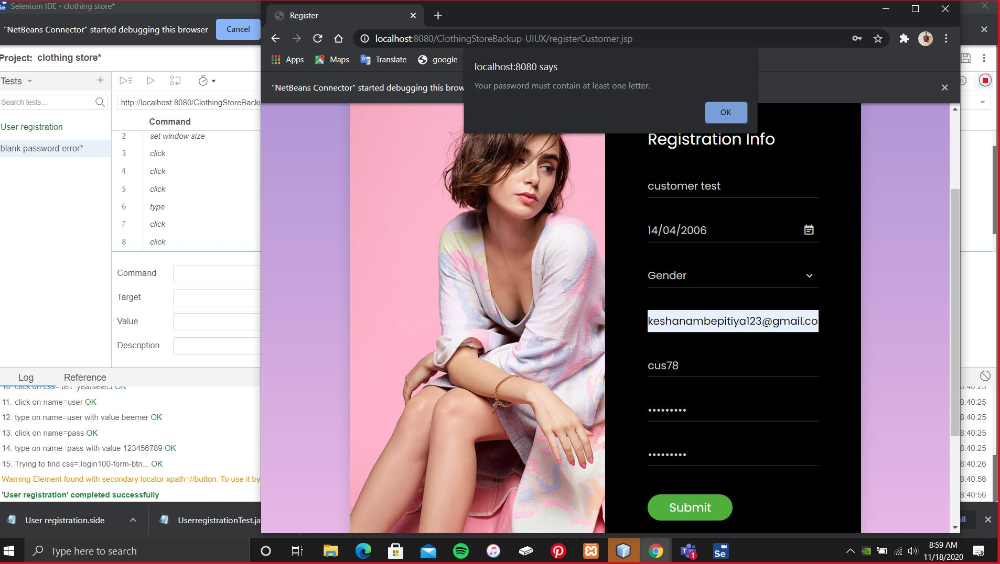 Selenium IDE - clothing store*
"NetBeans Connector" started debugging this browser
Cancel
Project: clothing store*
Tests
Search tests...
User registration
blank password error*
http://localhost:8080/ClothingStoreBacku
Command
2 set window size
3 click
4 click
5 click
6 type
7 click
8 click
Command
Target
Value
Description
Log
Reference
10. click on css=.left .yearselect OK
11. click on name=user OK
12. type on name=user with value beemer OK
13. click on name=pass OK
14. type on name=pass with value 123456789 OK
15. Trying to find css=.login100-form-btn... OK
Warning Element found with secondary locator xpath=//button. To use it by
'User registration' completed successfully
8:40:25
8:40:25
8:40:25
8:40:25
8:40:25
8:40:26
8:40:56
8:40:56
Register
localhost:8080/ClothingStoreBackup-UIUX/registerCustomer.jsp
Apps
Maps
Translate
google
"NetBeans Connector" started debugging this brow
localhost:8080 says
Your password must contain at least one letter.
OK
Registration Info
customer test
14/04/2006
Gender
keshanambepitiya123@gmail.co
cus78
Submit
User registration.side
UserregistrationTest.ja
Type here to search
Se
1
8:59 AM
11/18/2020